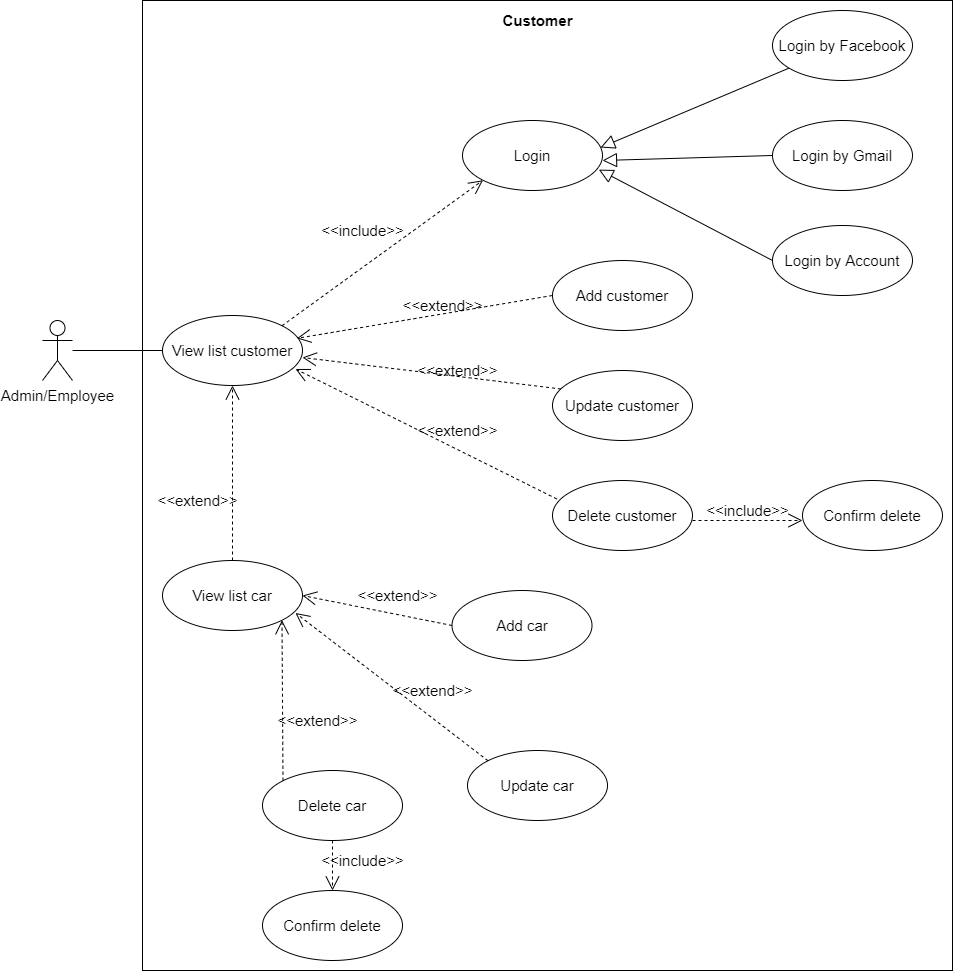 Customer
Login by Facebook
Login
Login by Gmail
<<include>>
Login by Account
Add customer
<<extend>>
View list customer
<<extend>>
Admin/Employee
Update customer
<<extend>>
<<extend>>
Delete customer
<<include>>
Confirm delete
View list car
<<extend>>
Add car
<<extend>>
<<extend>>
Update car
Delete car
<<include>>
Confirm delete